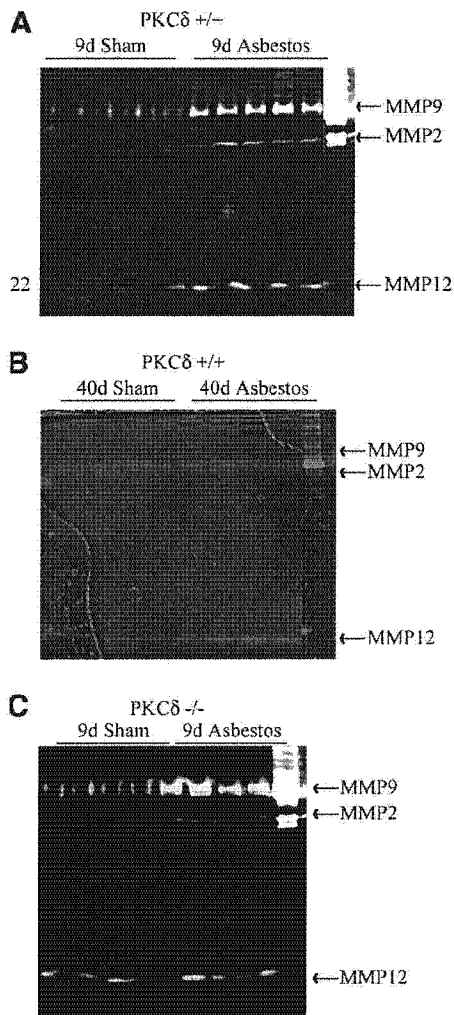 A
PKCδ +/+
9d Sham 9d Asbestos
←MMP9
←MMP2
22
←MMP12
B
PKCδ +/+
40d Sham 40d Asbestos
←MMP9
←MMP2
←MMP12
C
PKCδ -/-
9d Sham 9d Asbestos
←MMP9
←MMP2
←MMP12